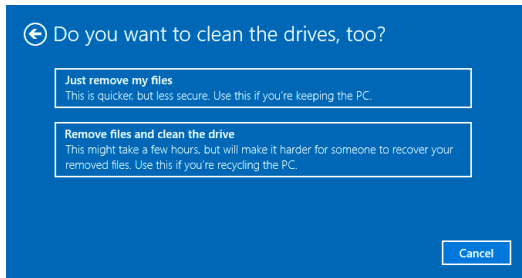 Do you want to clean the drives, too?
Just remove my files
This is quicker, but less secure. Use this if you're keeping the PC.
Remove files and clean the drive
This might take a few hours, but will make it harder for someone to recover your
removed files. Use this if you're recycling the PC.
Cancel